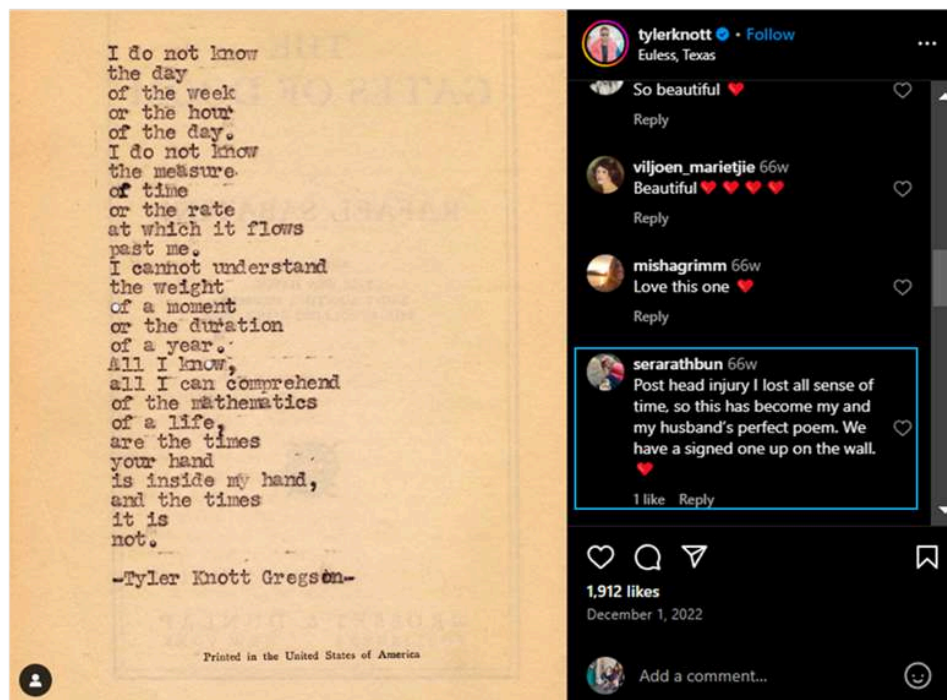 I do not know
the day
of the week
or the hour
of the day.
I do not know
the measure
of time
or the rate
at which it flows
past me.
I cannot understand
the weight
of a moment
or the duration
of a year.
All I know,
all I can comprehend
of the mathematics
of a life,
are the times
your hand
is inside my hand,
and the times
it is
not.
-Tyler Knott Gregson-
Printed in the United States of America
tylerknott • Follow
Euless, Texas
So beautiful ❤️
Reply
viljoen_marietjie 66w
Beautiful❤️❤️❤️❤️
Reply
mishagrimm 66w
Love this one ❤️
Reply
serarathbun 66w
Post head injury I lost all sense of
time, so this has become my and
my husband's perfect poem. We
have a signed one up on the wall.
❤️
1 like Reply
1,912 likes
December 1, 2022
Add a comment...